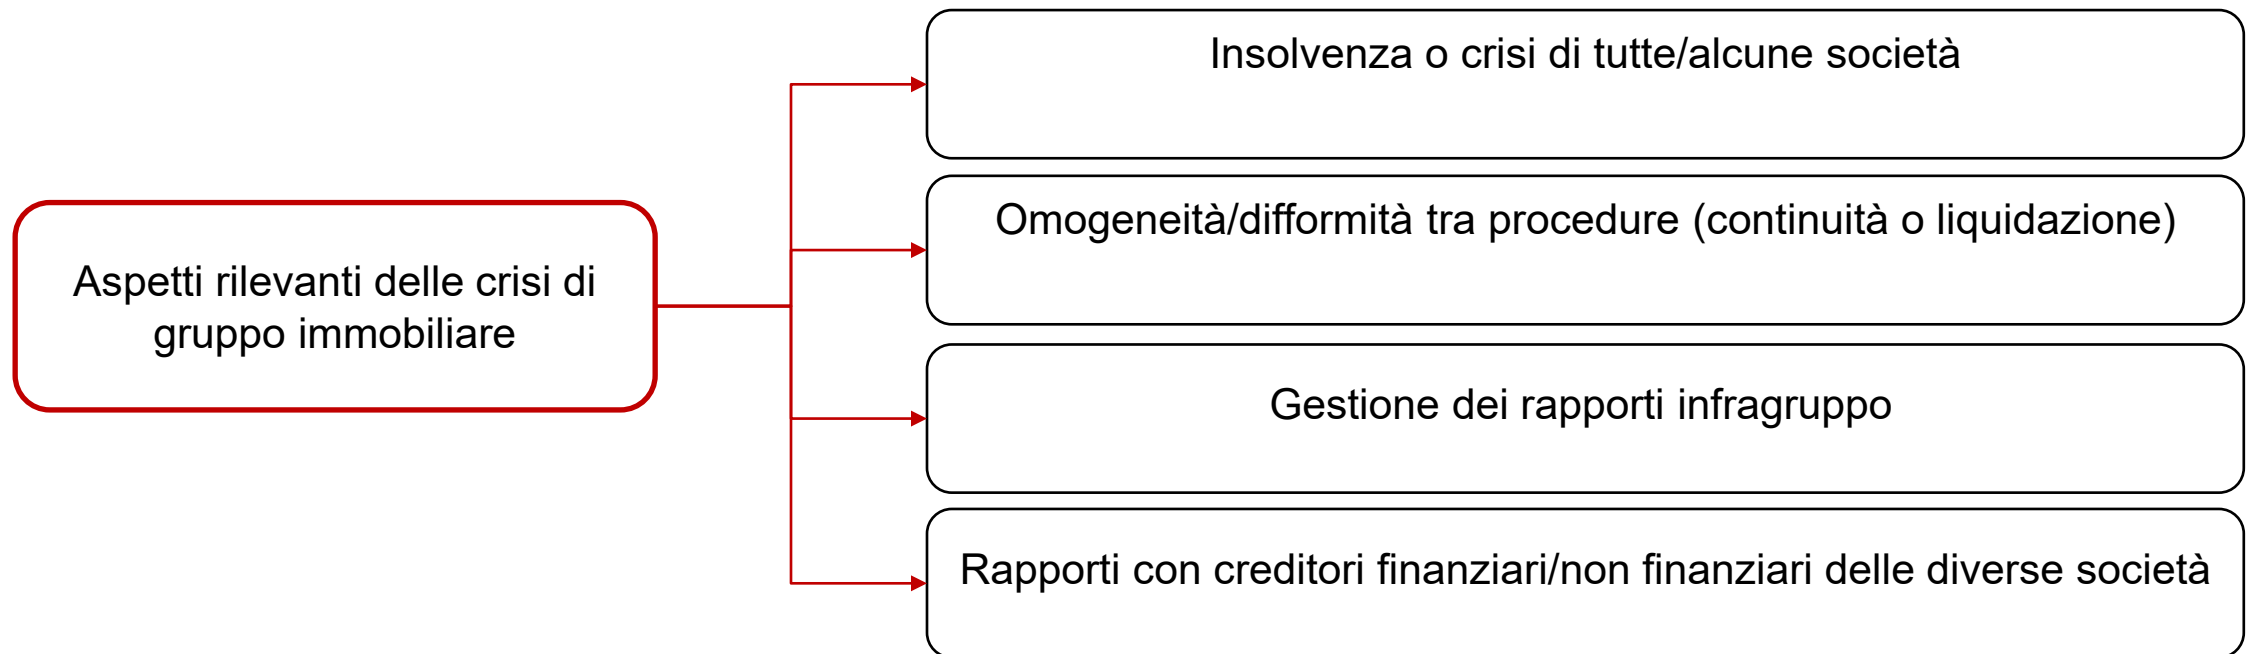 Aspetti rilevanti delle crisi di
gruppo immobiliare
Insolvenza o crisi di tutte/alcune società
Omogeneità/difformità tra procedure (continuità o liquidazione)
Gestione dei rapporti infragruppo
Rapporti con creditori finanziari/non finanziari delle diverse società